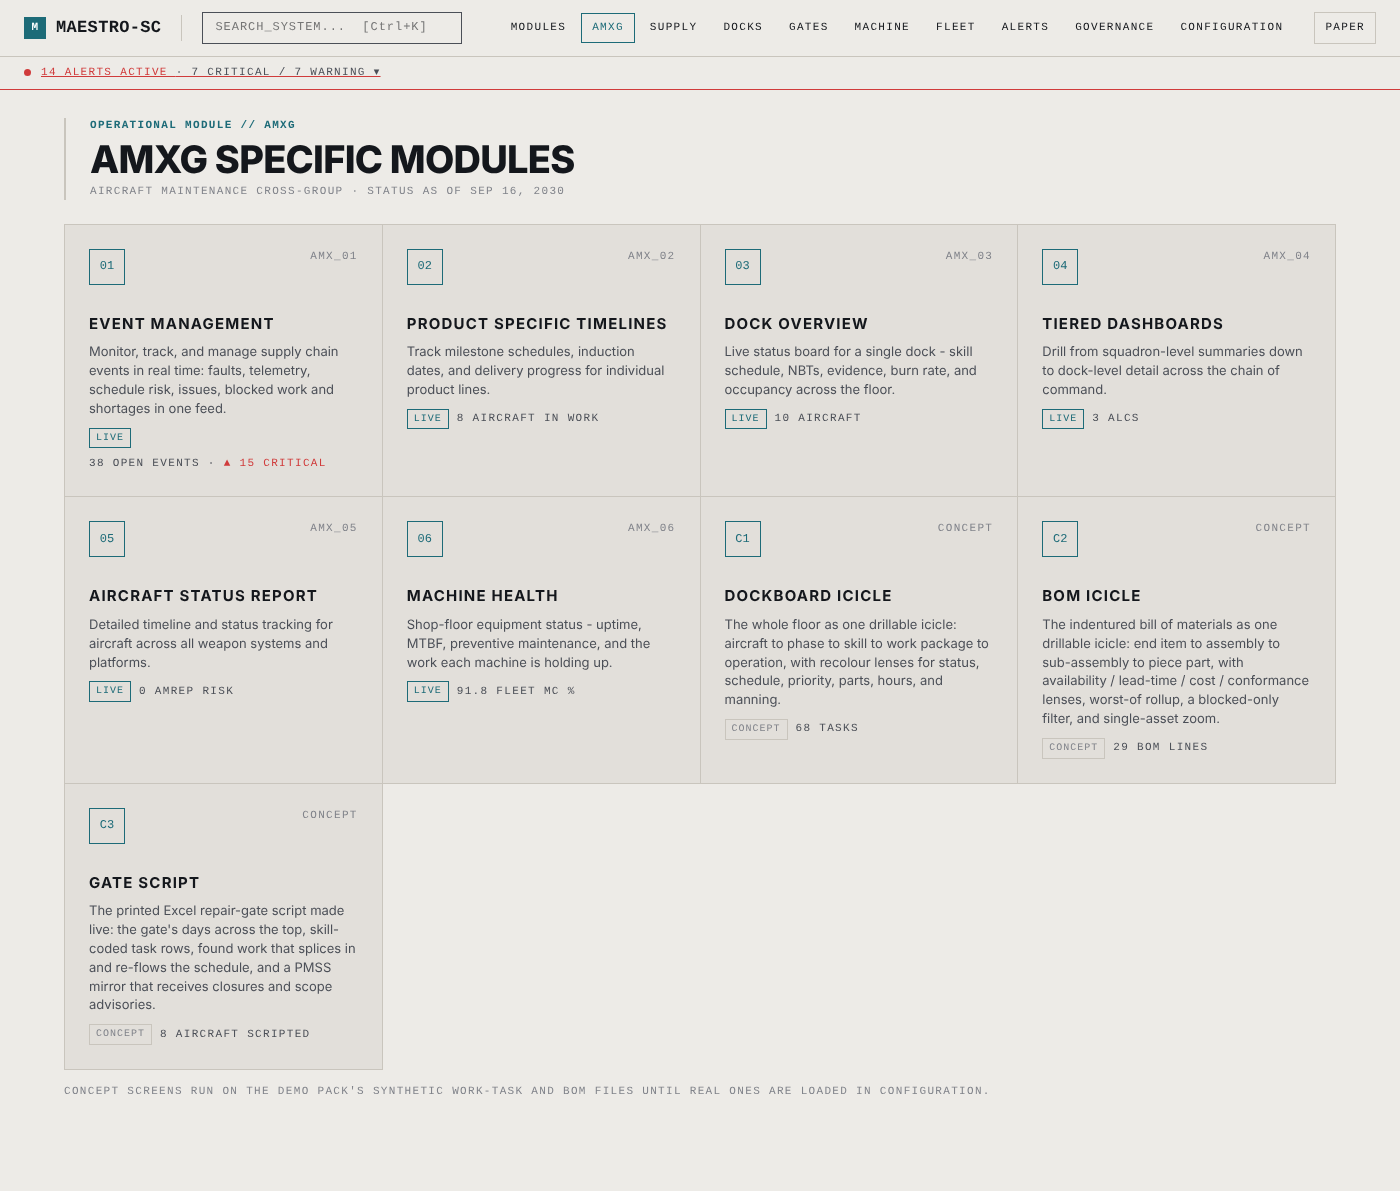 M MAESTRO-SC SEARCH_SYSTEM... [Ctrl+K] MODULES AMXG SUPPLY DOCKS GATES MACHINE FLEET ALERTS GOVERNANCE CONFIGURATION PAPER
14 ALERTS ACTIVE · 7 CRITICAL / 7 WARNING ▼
OPERATIONAL MODULE // AMXG
AMXG SPECIFIC MODULES
AIRCRAFT MAINTENANCE CROSS-GROUP · STATUS AS OF SEP 16, 2030
01 AMX_01
EVENT MANAGEMENT
Monitor, track, and manage supply chain
events in real time: faults, telemetry,
schedule risk, issues, blocked work and
shortages in one feed.
LIVE
38 OPEN EVENTS · ▲ 15 CRITICAL
02 AMX_02
PRODUCT SPECIFIC TIMELINES
Track milestone schedules, induction
dates, and delivery progress for individual
product lines.
LIVE 8 AIRCRAFT IN WORK
03 AMX_03
DOCK OVERVIEW
Live status board for a single dock - skill
schedule, NBTs, evidence, burn rate, and
occupancy across the floor.
LIVE 10 AIRCRAFT
04 AMX_04
TIERED DASHBOARDS
Drill from squadron-level summaries down
to dock-level detail across the chain of
command.
LIVE 3 ALCS
05 AMX_05
AIRCRAFT STATUS REPORT
Detailed timeline and status tracking for
aircraft across all weapon systems and
platforms.
LIVE 0 AMREP RISK
06 AMX_06
MACHINE HEALTH
Shop-floor equipment status - uptime,
MTBF, preventive maintenance, and the
work each machine is holding up.
LIVE 91.8 FLEET MC %
C1 CONCEPT
DOCKBOARD ICICLE
The whole floor as one drillable icicle:
aircraft to phase to skill to work package to
operation, with recolour lenses for status,
schedule, priority, parts, hours, and
manning.
CONCEPT 68 TASKS
C2 CONCEPT
BOM ICICLE
The indentured bill of materials as one
drillable icicle: end item to assembly to
sub-assembly to piece part, with
availability / lead-time / cost / conformance
lenses, worst-of rollup, a blocked-only
filter, and single-asset zoom.
CONCEPT 29 BOM LINES
C3 CONCEPT
GATE SCRIPT
The printed Excel repair-gate script made
live: the gate's days across the top, skill-
coded task rows, found work that splices in
and re-flows the schedule, and a PMSS
mirror that receives closures and scope
advisories.
CONCEPT 8 AIRCRAFT SCRIPTED
CONCEPT SCREENS RUN ON THE DEMO PACK'S SYNTHETIC WORK-TASK AND BOM FILES UNTIL REAL ONES ARE LOADED IN CONFIGURATION.